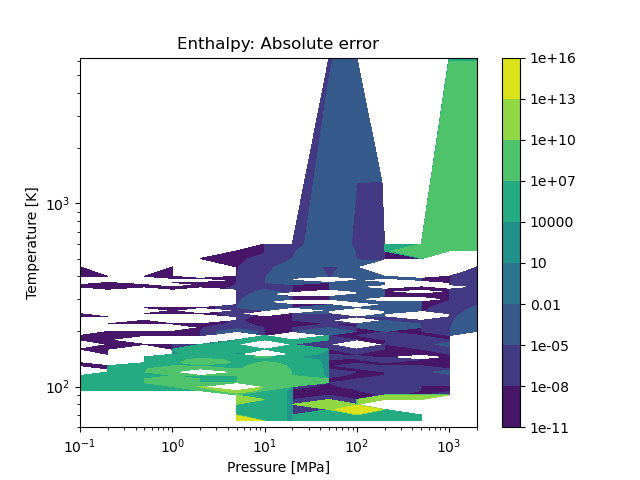 Enthalpy: Absolute error
Temperature [K]
10³
10²
10⁻¹ 10⁰ 10¹ 10² 10³
Pressure [MPa]
1e+16
1e+13
1e+10
1e+07
10000
10
0.01
1e-05
1e-08
1e-11